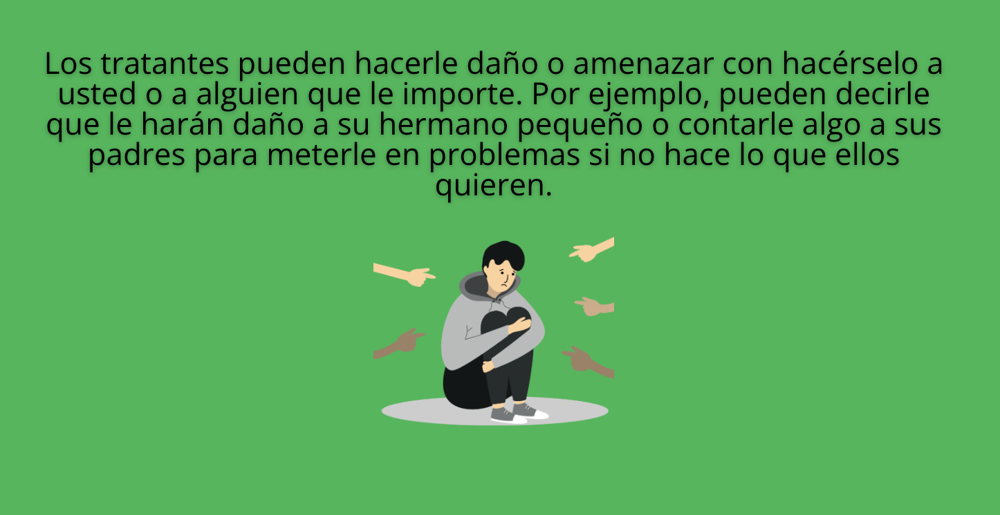 Los tratantes pueden hacerle daño o amenazar con hacérselo a
usted o a alguien que le importe. Por ejemplo, pueden decirle
que le harán daño a su hermano pequeño o contarle algo a sus
padres para meterle en problemas si no hace lo que ellos
quieren.